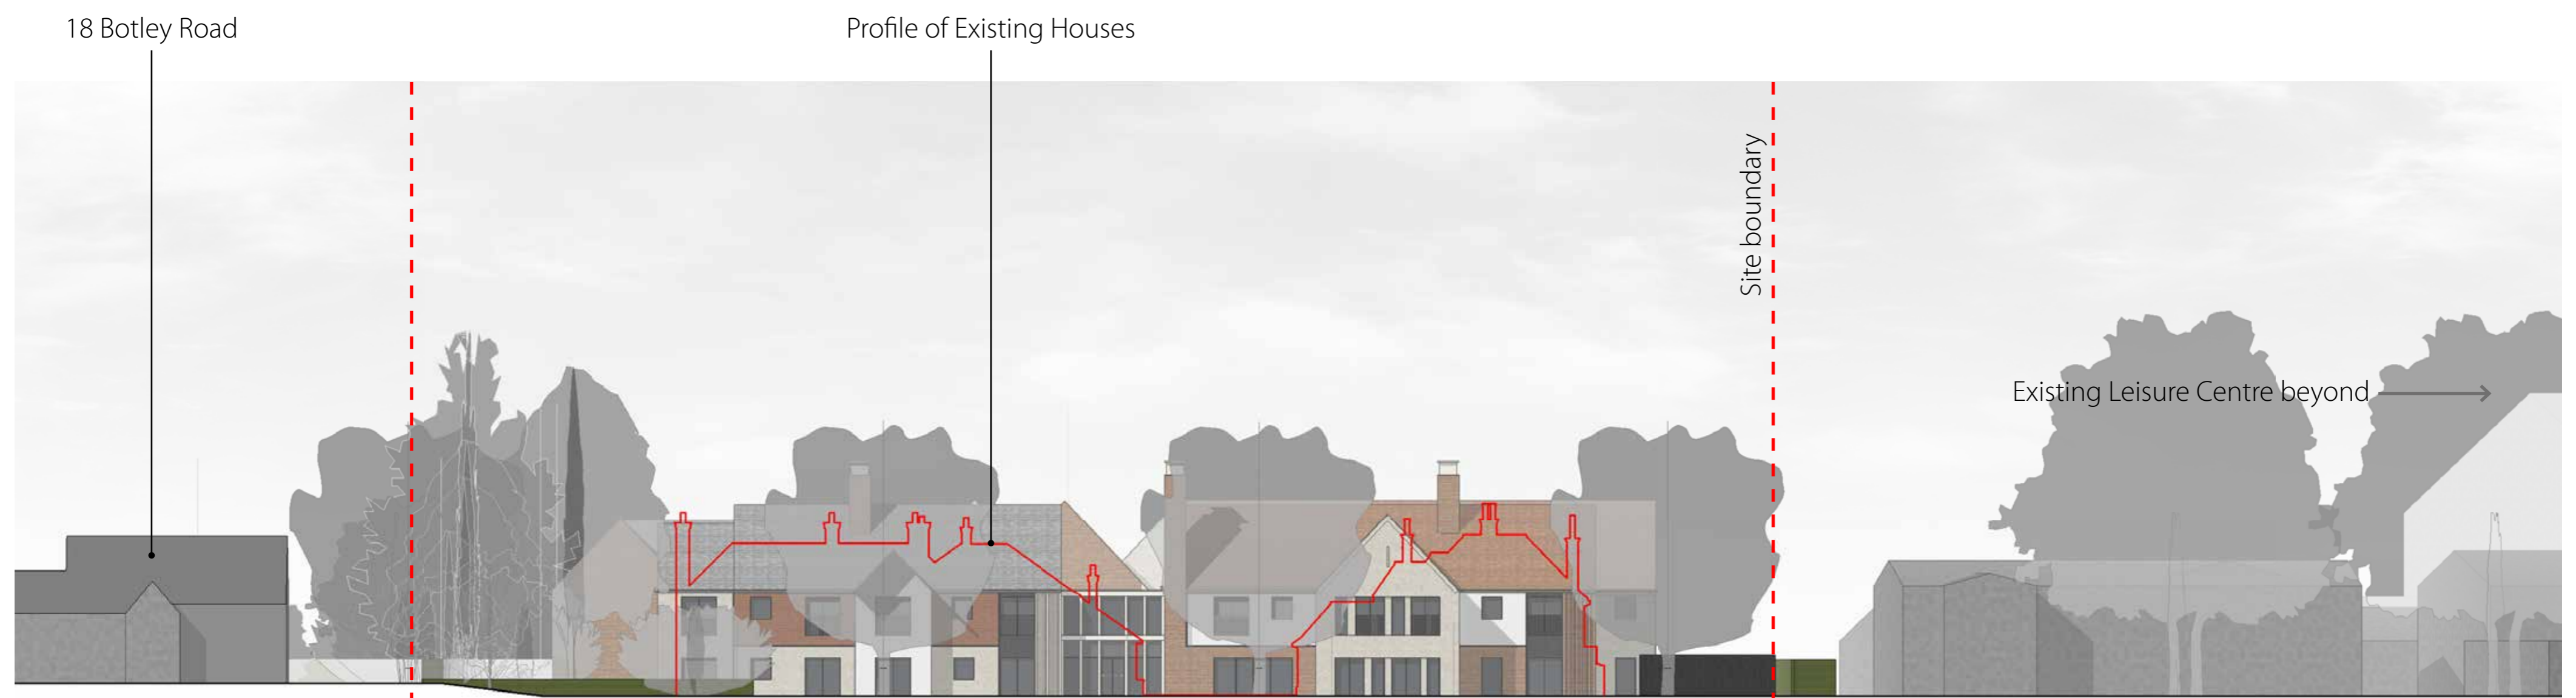 18 Botley Road
Profile of Existing Houses
Site boundary
Existing Leisure Centre beyond